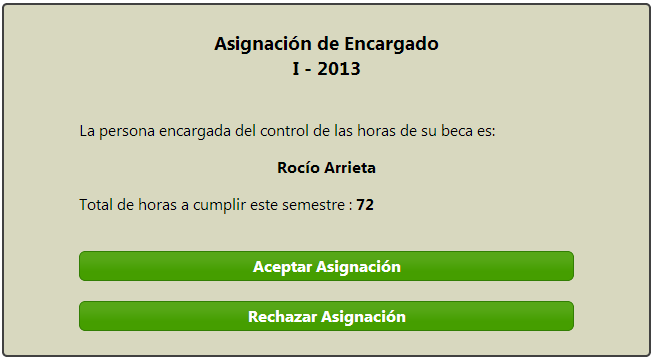 Asignación de Encargado
I - 2013
La persona encargada del control de las horas de su beca es:
Rocío Arrieta
Total de horas a cumplir este semestre : 72
Aceptar Asignación
Rechazar Asignación